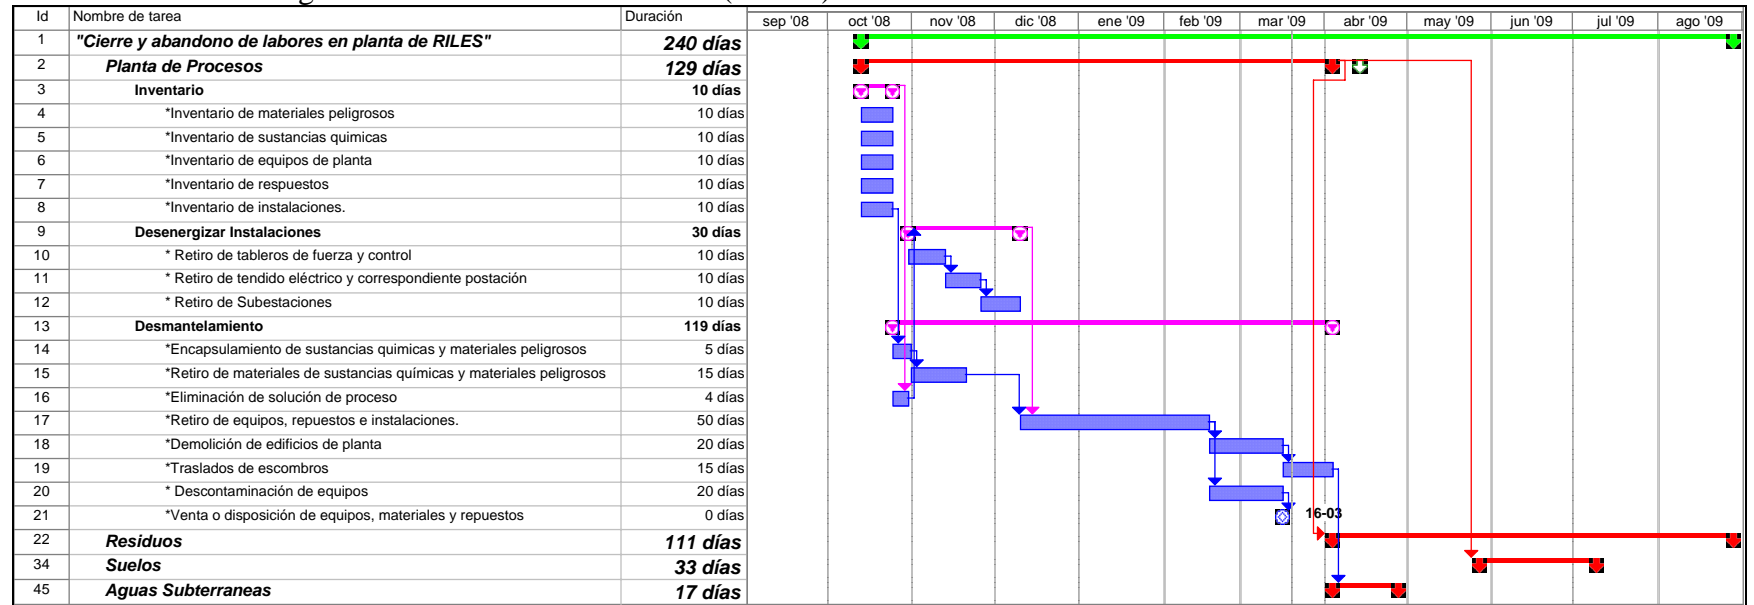 Id Nombre de tarea Duración sep '08 oct '08 nov '08 dic '08 ene '09 feb '09 mar '09 abr '09 may '09 jun '09 jul '09 ago '09
1 "Cierre y abandono de labores en planta de RILES" 240 días
2 Planta de Procesos 129 días
3 Inventario 10 días
4 *Inventario de materiales peligrosos 10 días
5 *Inventario de sustancias quimicas 10 días
6 *Inventario de equipos de planta 10 días
7 *Inventario de respuestos 10 días
8 *Inventario de instalaciones. 10 días
9 Desenergizar Instalaciones 30 días
10 * Retiro de tableros de fuerza y control 10 días
11 * Retiro de tendido eléctrico y correspondiente postación 10 días
12 * Retiro de Subestaciones 10 días
13 Desmantelamiento 119 días
14 *Encapsulamiento de sustancias quimicas y materiales peligrosos 5 días
15 *Retiro de materiales de sustancias químicas y materiales peligrosos 15 días
16 *Eliminación de solución de proceso 4 días
17 *Retiro de equipos, repuestos e instalaciones. 50 días
18 *Demolición de edificios de planta 20 días
19 *Traslados de escombros 15 días
20 * Descontaminación de equipos 20 días
21 *Venta o disposición de equipos, materiales y repuestos 0 días 16-03
22 Residuos 111 días
34 Suelos 33 días
45 Aguas Subterraneas 17 días